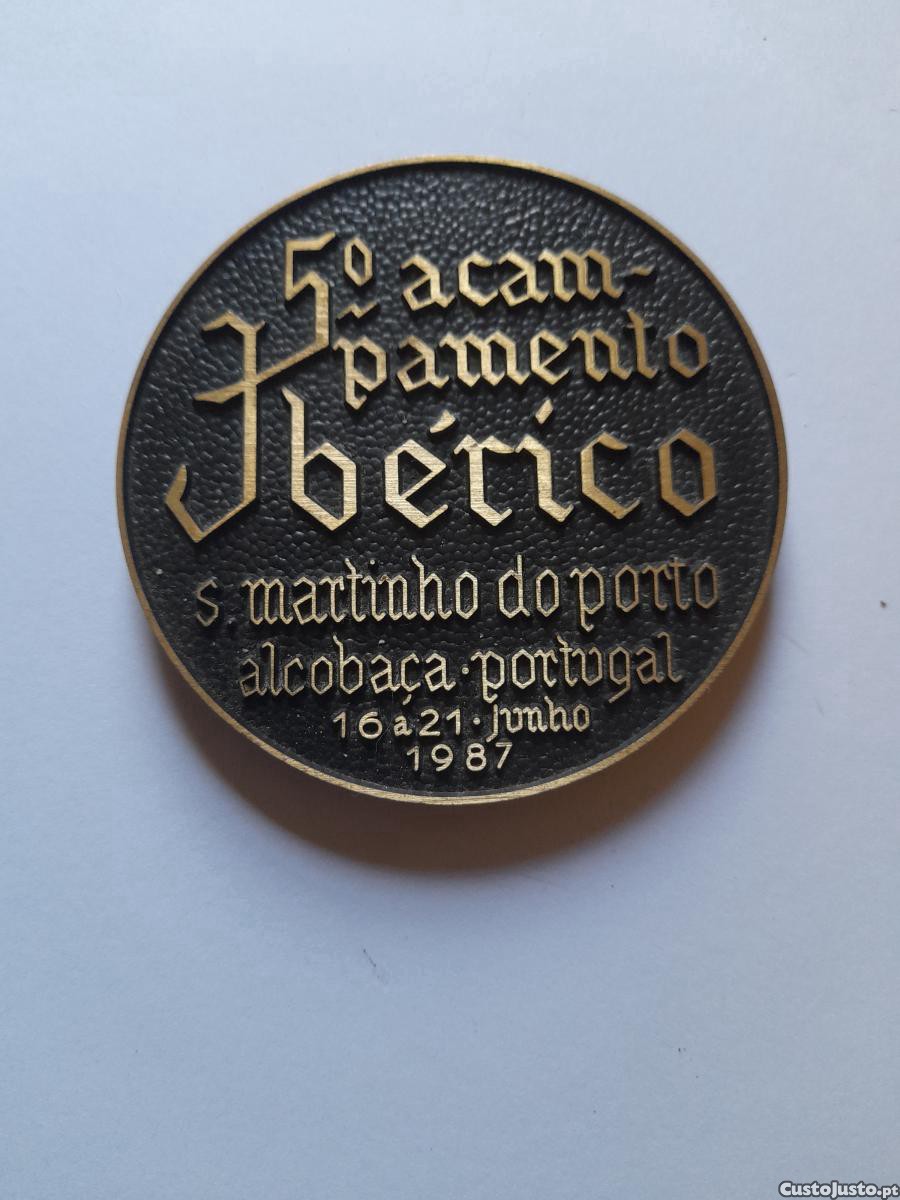 5º acam-
pamento
Ibérico
s. martinho do porto
alcobaça · portugal
16 a 21 · junho
1987
CustoJusto.pt